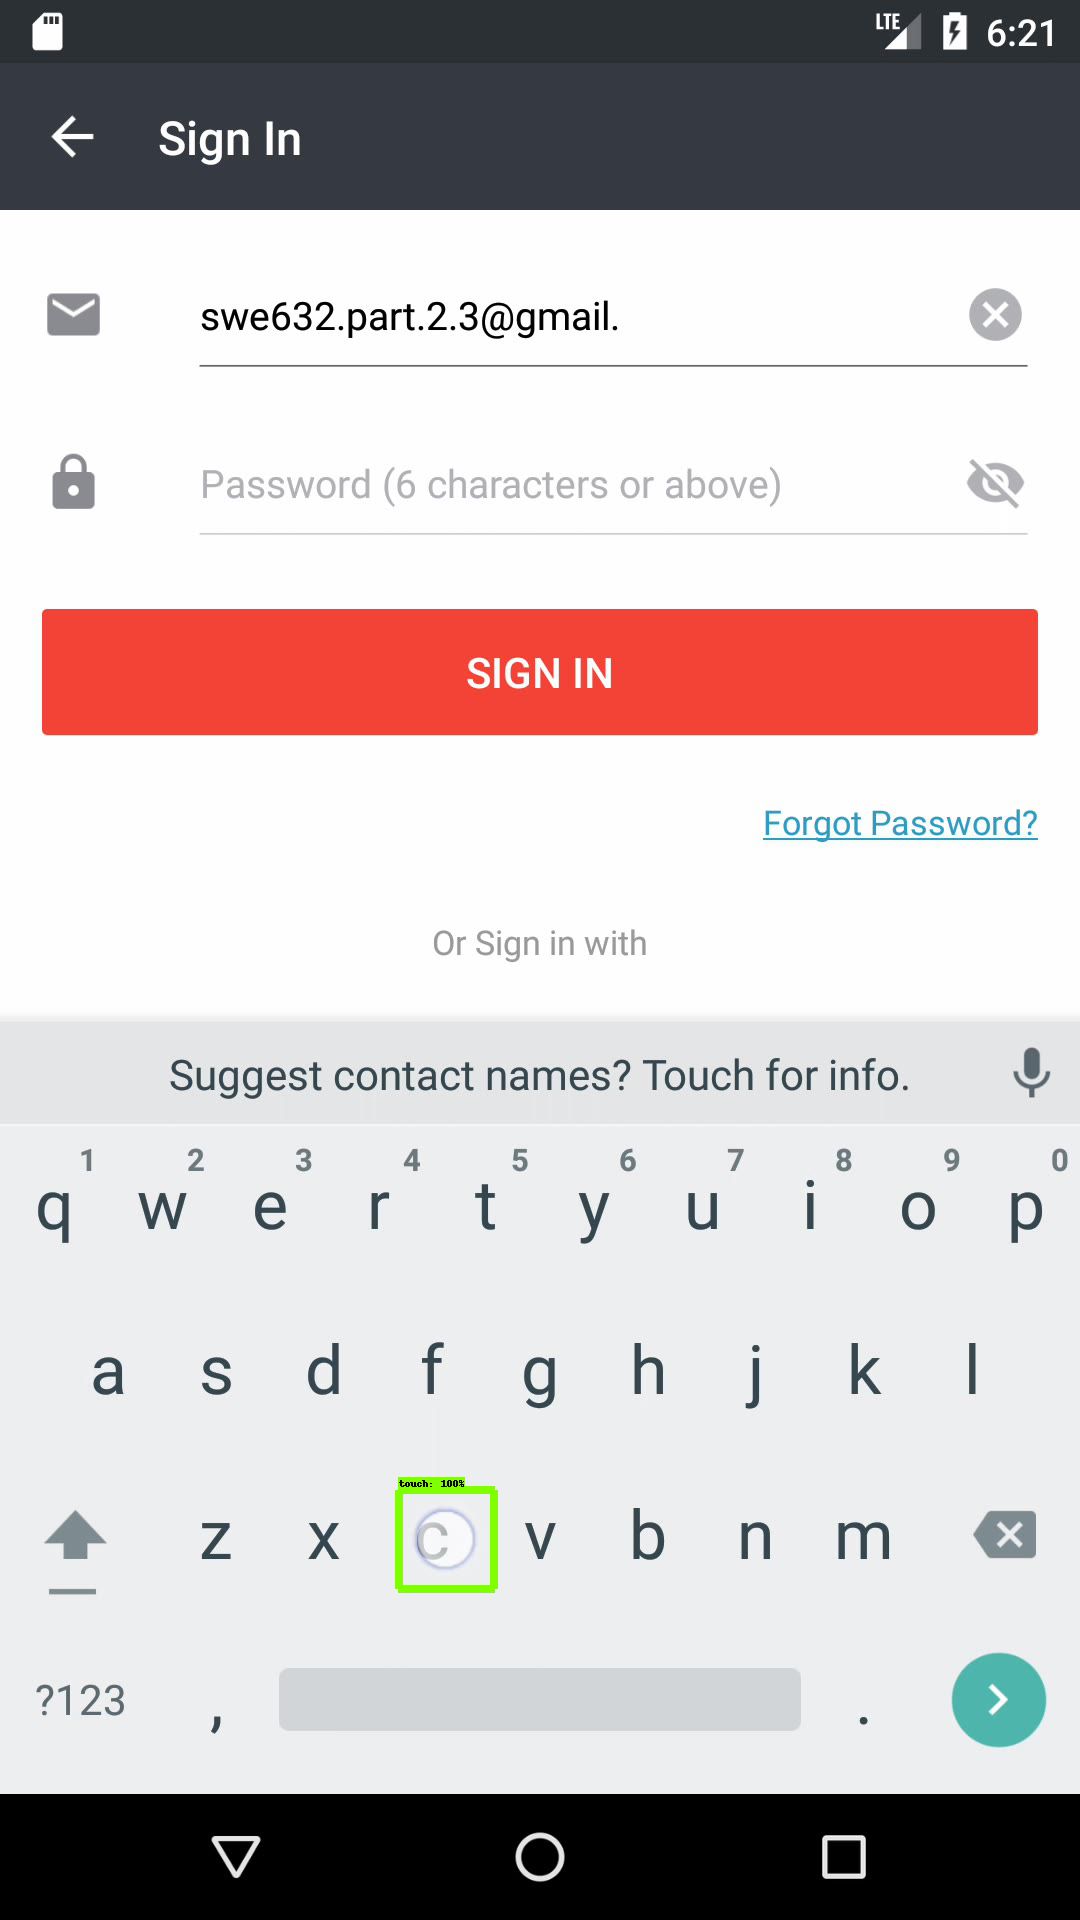 LTE 6:21
Sign In
swe632.part.2.3@gmail.
Password (6 characters or above)
SIGN IN
Forgot Password?
Or Sign in with
Suggest contact names? Touch for info.
1 2 3 4 5 6 7 8 9 0
q w e r t y u i o p
a s d f g h j k l
touch: 100%
z x c v b n m
?123 , .